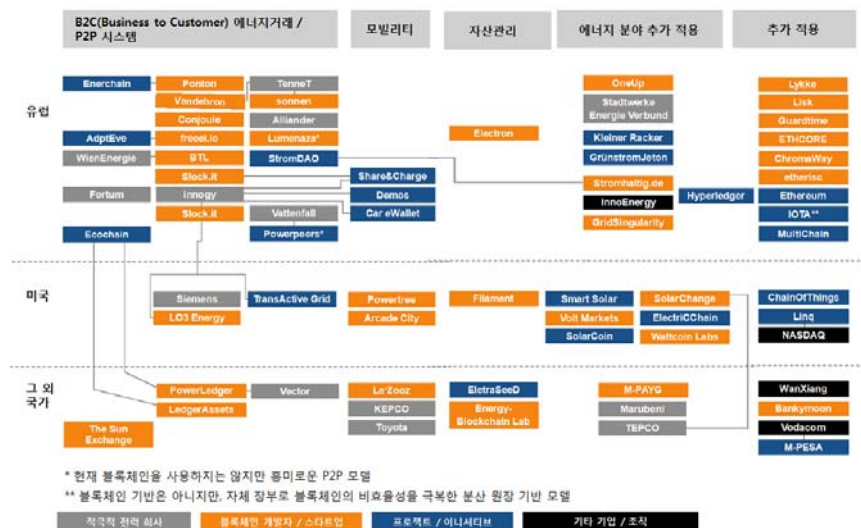 B2C(Business to Customer) 에너지거래 /
P2P 시스템
모빌리티
자산관리
에너지 분야 추가 적용
추가 적용
유럽
Enerchain
Ponton
TenneT
Vandebron
sonnen
Conjoule
Alliander
AdptEve
freeel.io
Lumenaza*
WienEnergie
BTL
StromDAO
Slock.it
Share&Charge
Fortum
Innogy
Demos
Slock.it
Vattenfall
Car eWallet
Ecochain
Powerpeers*
Electron
OneUp
Stadtwerke
Energie Verbund
Kleiner Racker
GrünstromJeton
Stromhaltig.de
InnoEnergy
GridSingularity
Hyperledger
Lykke
Lisk
Guardtime
ETHCORE
ChromaWay
etherisc
Ethereum
IOTA**
MultiChain
미국
Siemens
TransActive Grid
LO3 Energy
Powertree
Arcade City
Filament
Smart Solar
SolarChange
Volt Markets
ElectriCChain
SolarCoin
Wattcoin Labs
ChainOfThings
Linq
NASDAQ
그 외
국가
PowerLedger
Vector
LedgerAssets
The Sun
Exchange
La'Zooz
KEPCO
Toyota
EletraSeeD
Energy-
Blockchain Lab
M-PAYG
Marubeni
TEPCO
WanXiang
Bankymoon
Vodacom
M-PESA
* 현재 블록체인을 사용하지는 않지만 흥미로운 P2P 모델
** 블록체인 기반은 아니지만, 자체 장부로 블록체인의 비효율성을 극복한 분산 원장 기반 모델
적극적 전력 회사
블록체인 개발자 / 스타트업
프로젝트 / 이니셔티브
기타 기업 / 조직